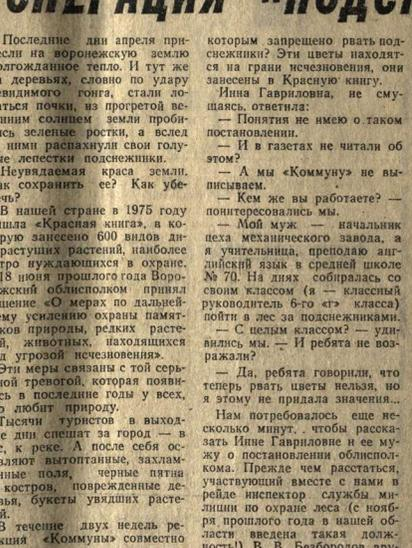 ОПЕРАЦИЯ «ПОДС
Последние дни апреля при-
если на воронежскую землю
олгожданное тепло. И тут же
а деревьях, словно по удару
евидимого гонга, стали ло-
аться почки, из прогретой ве-
нним солнцем земли проби-
сь зеленые ростки, а вслед
ними распахнули свои голу-
е лепестки подснежники.
Неувядаемая краса земли.
ак сохранить ее? Как убе-
ечь?
В нашей стране в 1975 году
шла «Красная книга», в ко-
рую занесено 600 видов ди-
растущих растений, наиболее
тро нуждающихся в охране.
18 июня прошлого года Воро-
жский облисполком принял
шение «О мерах по дальней-
ему усилению охраны памят-
ков природы, редких расте-
й, животных, находящихся
д угрозой исчезновения».
Эти меры связаны с той серь-
ной тревогой, которая появи-
сь в последние годы у всех,
о любит природу.
Тысячи туристов в выход-
е дни спешат за город — в
с, к реке. А после себя ос-
вляют вытоптанные, захлам-
нные поля, черные пятна
костров, поврежденные де-
вья, букеты увядших расте-
й.
В течение двух недель ре-
кция «Коммуны» совместно
которым запрещено рвать под-
снежники? Эти цветы находят-
ся на грани исчезновения, они
занесены в Красную книгу.
Инна Гавриловна, не сму-
щаясь, ответила:
— Понятия не имею о таком
постановлении.
— И в газетах не читали об
этом?
— А мы «Коммуну» не вы-
писываем.
— Кем же вы работаете? —
поинтересовались мы.
— Мой муж — начальник
цеха механического завода, а
я учительница, преподаю анг-
лийский язык в средней школе
№ 70. На днях собиралась со
своим классом (я — классный
руководитель 6-го «г» класса)
пойти в лес за подснежниками.
— С целым классом? — уди-
вились мы. — И ребята не воз-
ражали?
— Да, ребята говорили, что
теперь рвать цветы нельзя, но
я этому не придала значения...
Нам потребовалось еще не-
сколько минут, чтобы расска-
зать Инне Гавриловне и ее му-
жу о постановлении облиспол-
кома. Прежде чем расстаться,
участвующий вместе с нами в
рейде инспектор службы ми-
лиции по охране леса (с нояб-
ря прошлого года в нашей об-
ласти введена такая долж-
ность!) В. В. Безбородов